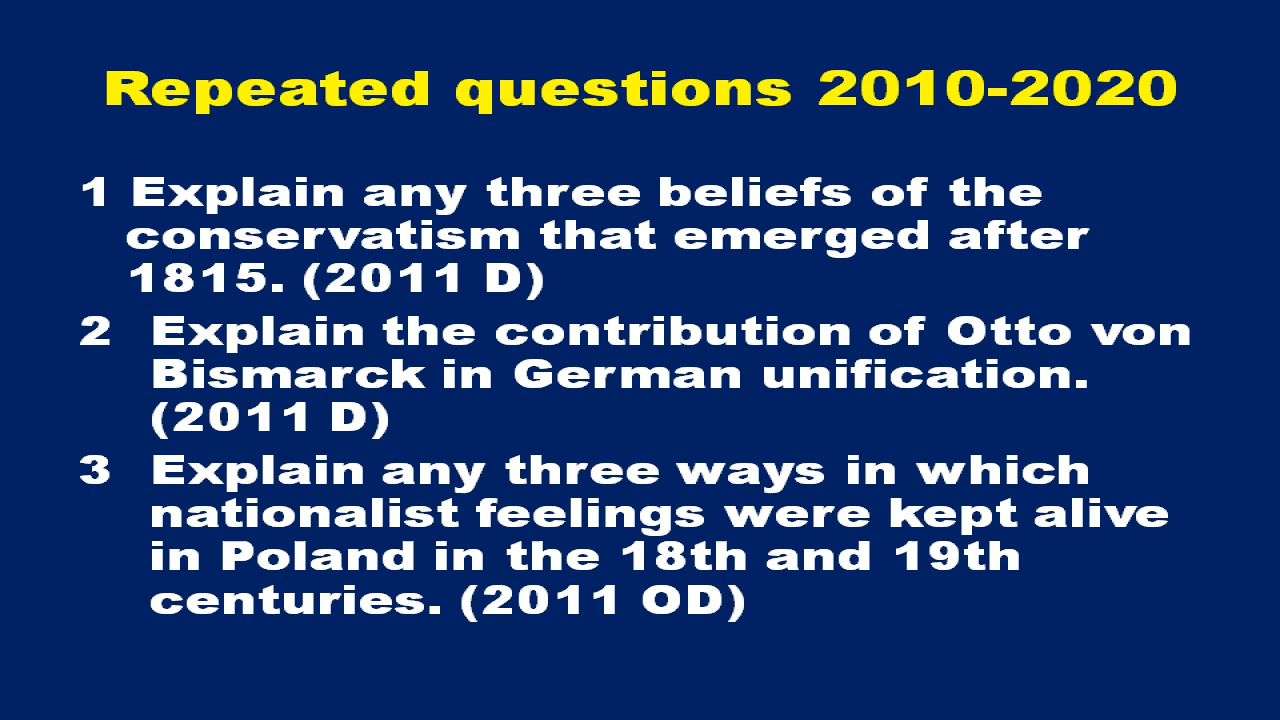 Repeated questions 2010-2020
1 Explain any three beliefs of the
conservatism that emerged after
1815. (2011 D)
2 Explain the contribution of Otto von
Bismarck in German unification.
(2011 D)
3 Explain any three ways in which
nationalist feelings were kept alive
in Poland in the 18th and 19th
centuries. (2011 OD)